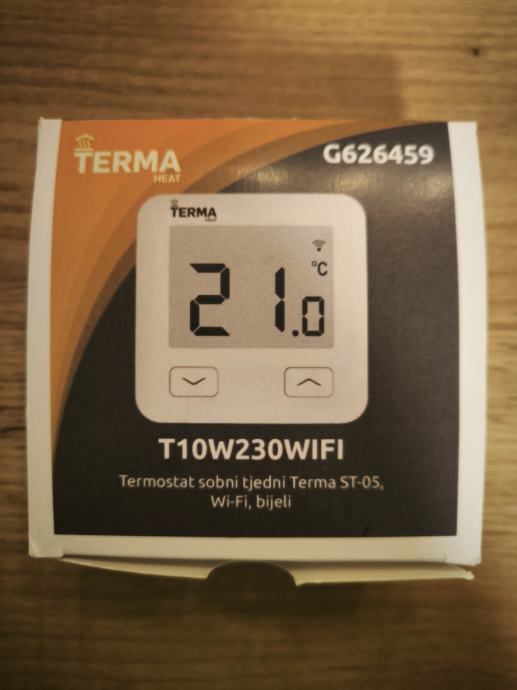 TERMA
HEAT
G626459
TERMA
HEAT
°C
21.0
T10W230WIFI
Termostat sobni tjedni Terma ST-05,
Wi-Fi, bijeli